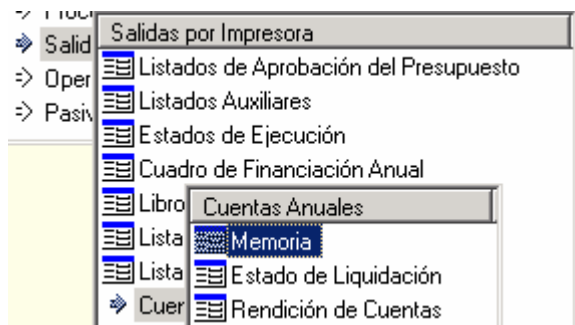 Salid
Oper
Pasiv
Salidas por Impresora
Listados de Aprobación del Presupuesto
Listados Auxiliares
Estados de Ejecución
Cuadro de Financiación Anual
Libro
Lista
Lista
Cuer
Cuentas Anuales
Memoria
Estado de Liquidación
Rendición de Cuentas